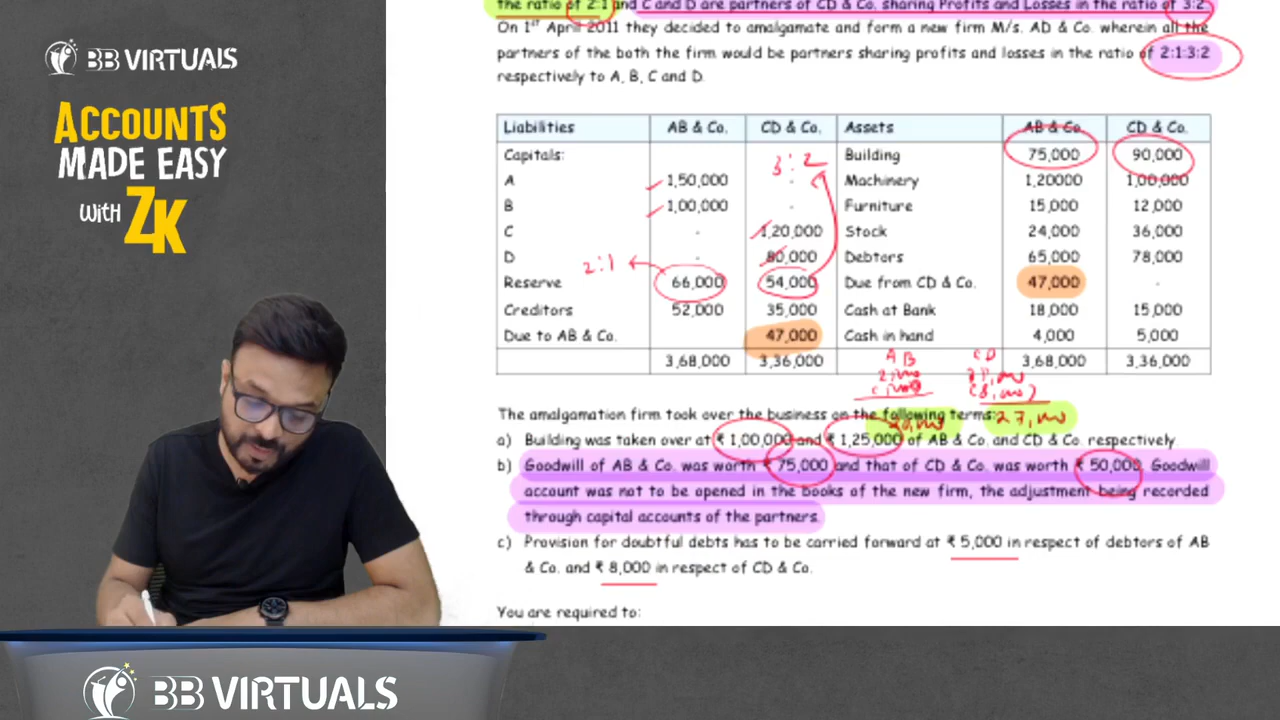 BB VIRTUALS
ACCOUNTS
MADE EASY
WITH ZK
the ratio of 2:1 and C and D are partners of CD & Co. sharing Profits and Losses in the ratio of 3:2.
On 1st April 2011 they decided to amalgamate and form a new firm M/s. AD & Co. wherein all the
partners of the both the firm would be partners sharing profits and losses in the ratio of 2:1:3:2
respectively to A, B, C and D.
Liabilities AB & Co. CD & Co. Assets AB & Co. CD & Co.
Capitals: 3:2 Building 75,000 90,000
A 1,50,000 - Machinery 1,20000 1,00,000
B 1,00,000 - Furniture 15,000 12,000
C - 1,20,000 Stock 24,000 36,000
D - 80,000 Debtors 65,000 78,000
2:1
Reserve 66,000 54,000 Due from CD & Co. 47,000 -
Creditors 52,000 35,000 Cash at Bank 18,000 15,000
Due to AB & Co. 47,000 Cash in hand 4,000 5,000
A B CD
3,68,000 3,36,000 3,68,000 3,36,000
The amalgamation firm took over the business on the following terms:
a) Building was taken over at ₹ 1,00,000 and ₹ 1,25,000 of AB & Co. and CD & Co. respectively.
b) Goodwill of AB & Co. was worth ₹ 75,000 and that of CD & Co. was worth ₹ 50,000. Goodwill
account was not to be opened in the books of the new firm, the adjustment being recorded
through capital accounts of the partners.
c) Provision for doubtful debts has to be carried forward at ₹ 5,000 in respect of debtors of AB
& Co. and ₹ 8,000 in respect of CD & Co.
You are required to:
BB VIRTUALS